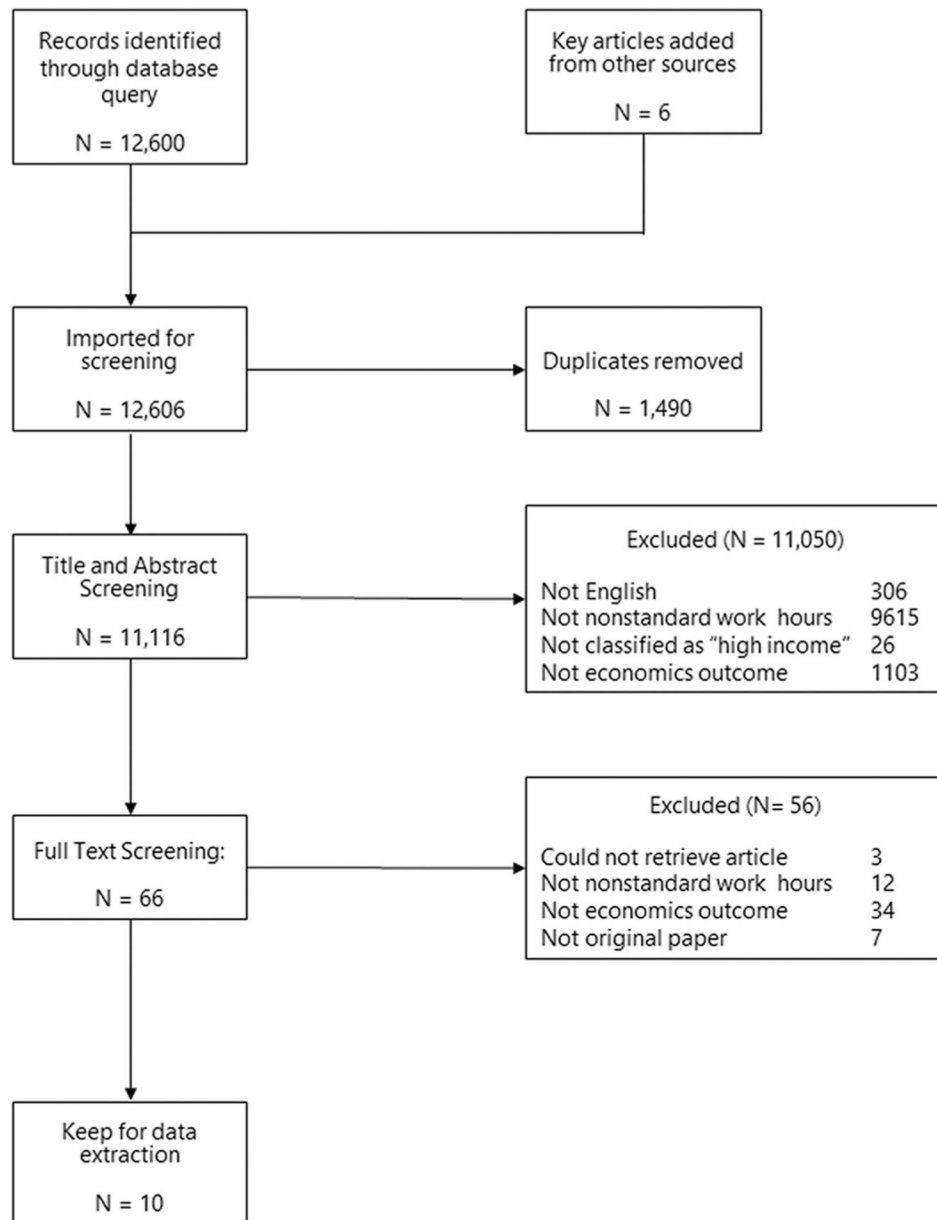 Records identified
through database
query
N = 12,600
Key articles added
from other sources
N = 6
Imported for
screening
N = 12,606
Duplicates removed
N = 1,490
Title and Abstract
Screening
N = 11,116
Excluded (N = 11,050)
Not English 306
Not nonstandard work hours 9615
Not classified as “high income” 26
Not economics outcome 1103
Full Text Screening:
N = 66
Excluded (N= 56)
Could not retrieve article 3
Not nonstandard work hours 12
Not economics outcome 34
Not original paper 7
Keep for data
extraction
N = 10